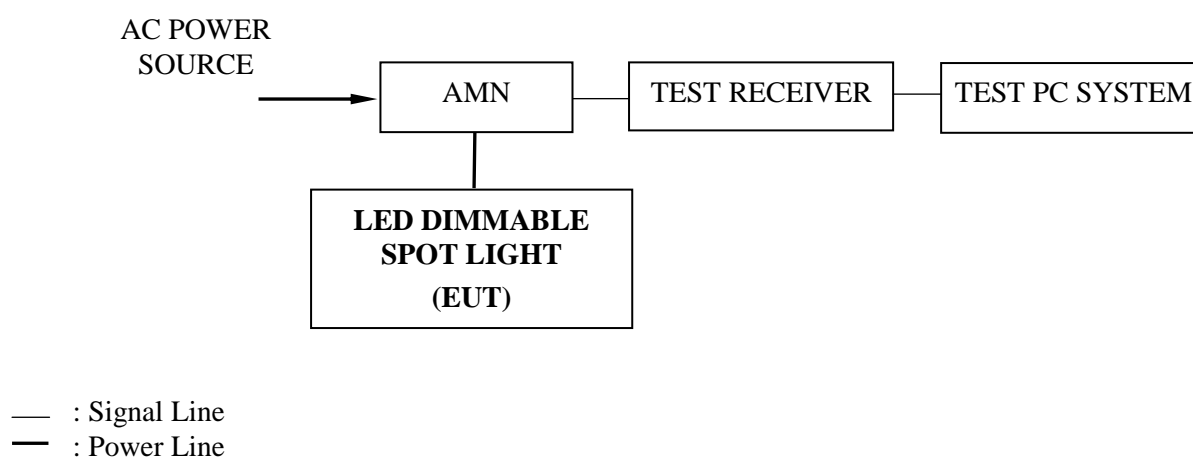 AC POWER
SOURCE
AMN
TEST RECEIVER
TEST PC SYSTEM
LED DIMMABLE
SPOT LIGHT
(EUT)
: Signal Line
: Power Line